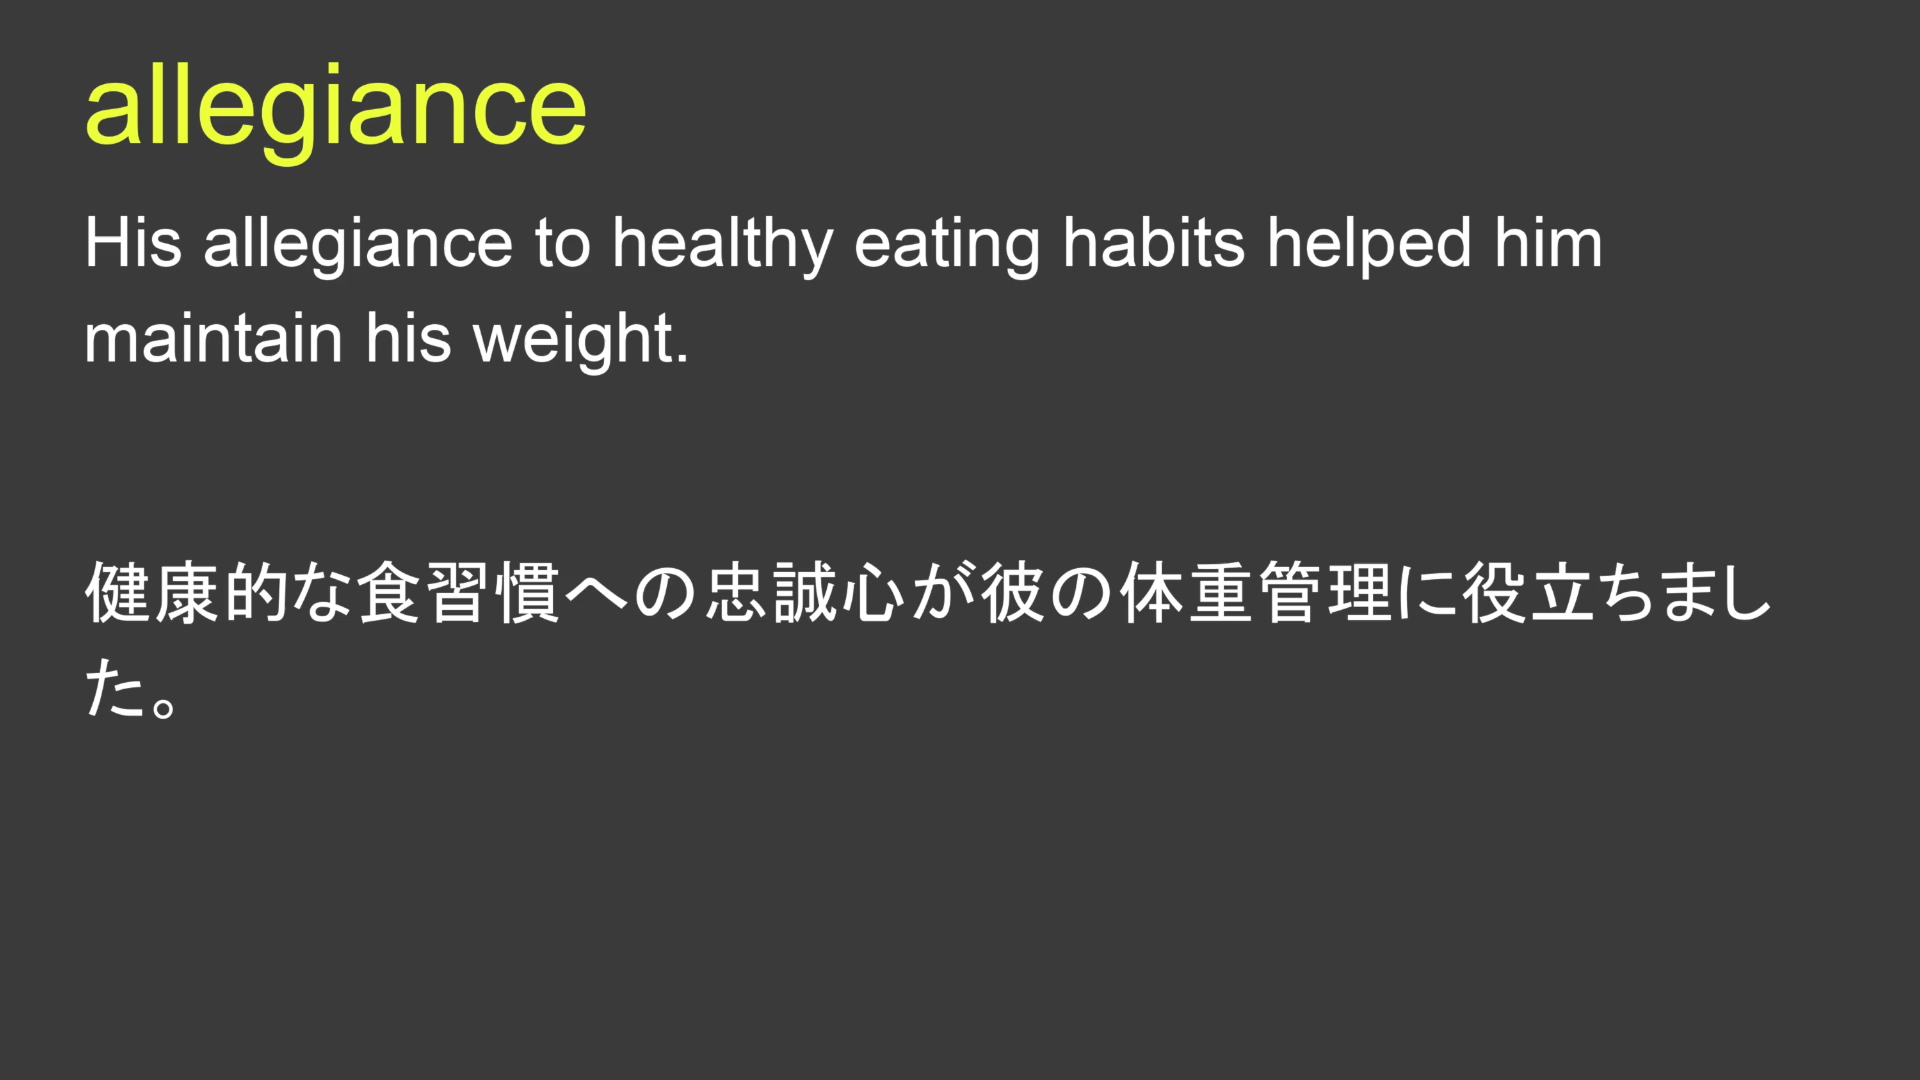 allegiance
His allegiance to healthy eating habits helped him
maintain his weight.
健康的な食習慣への忠誠心が彼の体重管理に役立ちまし
た。